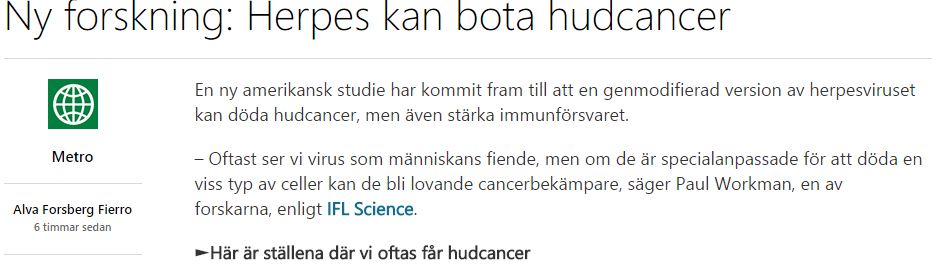 Ny forskning: Herpes kan bota hudcancer
Metro
Alva Forsberg Fierro
6 timmar sedan
En ny amerikansk studie har kommit fram till att en genmodifierad version av herpesviruset
kan döda hudcancer, men även stärka immunförsvaret.
– Oftast ser vi virus som människans fiende, men om de är specialanpassade för att döda en
viss typ av celler kan de bli lovande cancerbekämpare, säger Paul Workman, en av
forskarna, enligt IFL Science.
►Här är ställena där vi oftas får hudcancer